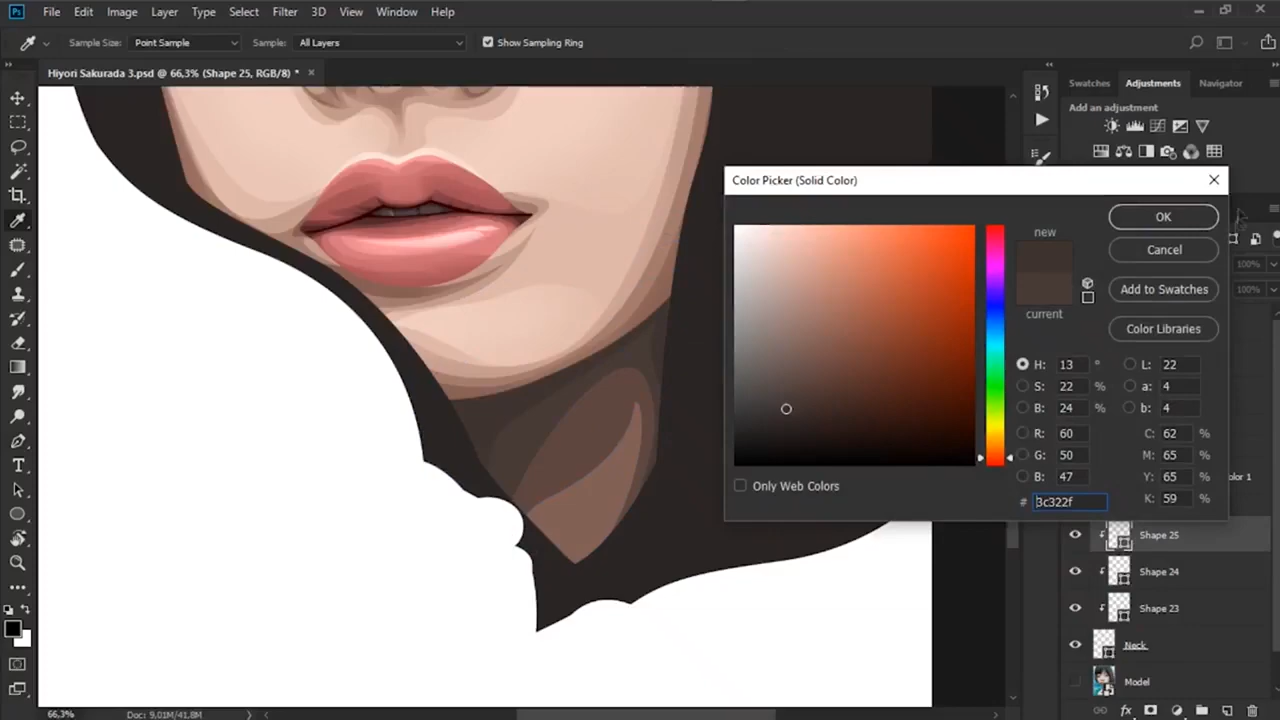 Ps File Edit Image Layer Type Select Filter 3D View Window Help
Sample Size: Point Sample Sample: All Layers Show Sampling Ring
Hiyori Sakurada 3.psd @ 66,3% (Shape 25, RGB/8) * ×
Swatches Adjustments Navigator
Add an adjustment
Color Picker (Solid Color)
new
current
OK
Cancel
Add to Swatches
Color Libraries
100%
100%
H: 13 °
S: 22 %
B: 24 %
R: 60
G: 50
B: 47
# 3c322f
L: 22
a: 4
b: 4
C: 62 %
M: 65 %
Y: 65 %
K: 59 %
Only Web Colors
Shape 25
Shape 24
Shape 23
Neck
Model
66,3% Doc: 9,01M/41,8M